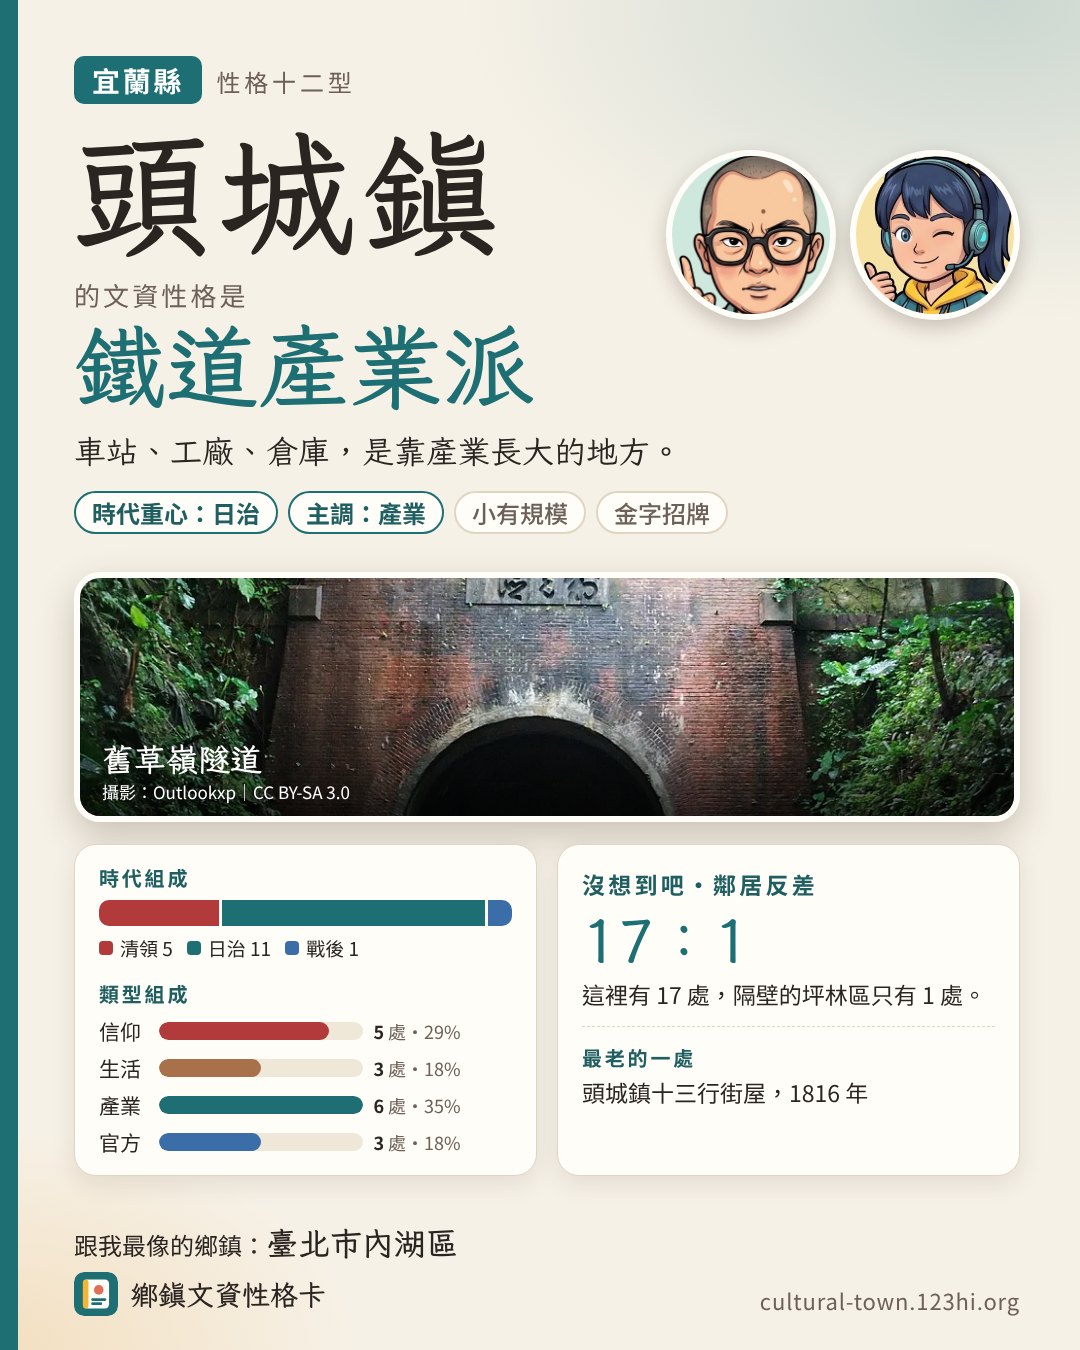 宜蘭縣 性格十二型
頭城鎮
的文資性格是
鐵道產業派
車站、工廠、倉庫，是靠產業長大的地方。
時代重心：日治 主調：產業 小有規模 金字招牌
舊草嶺隧道
攝影：Outlookxp｜CC BY-SA 3.0
時代組成
清領 5 日治 11 戰後 1
類型組成
信仰 5 處・29%
生活 3 處・18%
產業 6 處・35%
官方 3 處・18%
沒想到吧・鄰居反差
17：1
這裡有 17 處，隔壁的坪林區只有 1 處。
最老的一處
頭城鎮十三行街屋，1816 年
跟我最像的鄉鎮：臺北市內湖區
鄉鎮文資性格卡
cultural-town.123hi.org